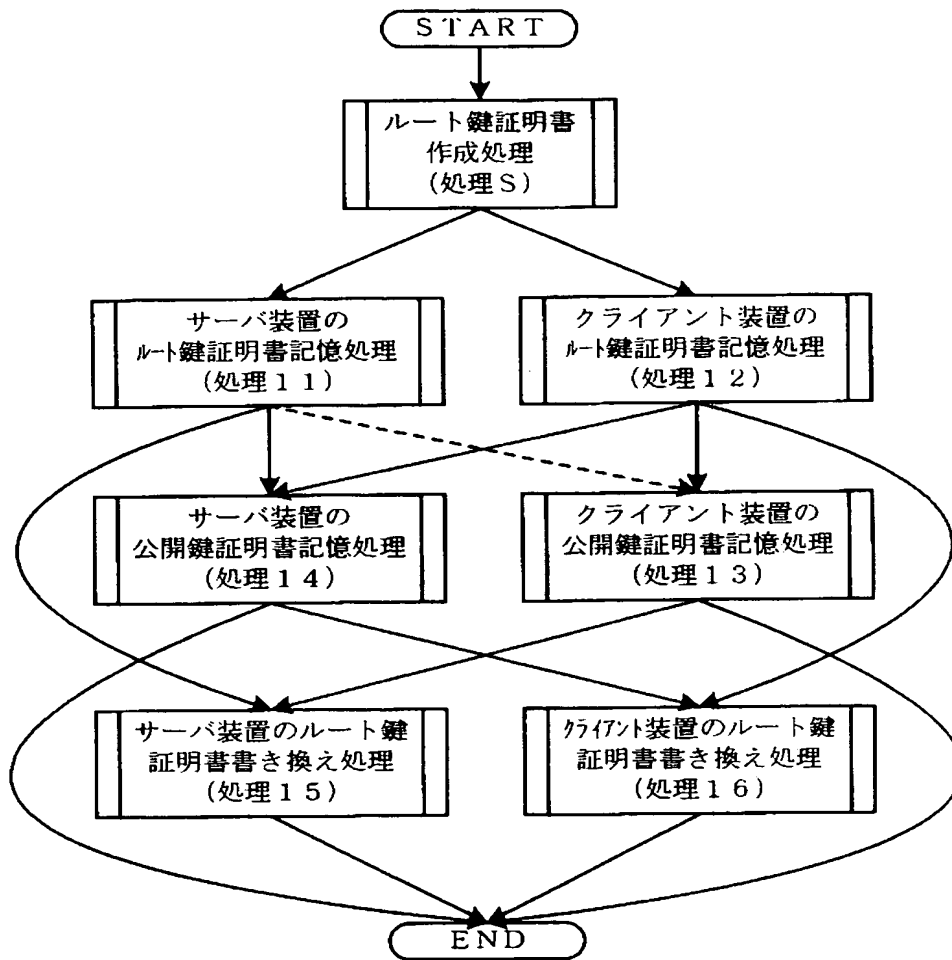 START
ルート鍵証明書
作成処理
(処理S)
サーバ装置の
ルート鍵証明書記憶処理
(処理11)
クライアント装置の
ルート鍵証明書記憶処理
(処理12)
サーバ装置の
公開鍵証明書記憶処理
(処理14)
クライアント装置の
公開鍵証明書記憶処理
(処理13)
サーバ装置のルート鍵
証明書書き換え処理
(処理15)
クライアント装置のルート鍵
証明書書き換え処理
(処理16)
END